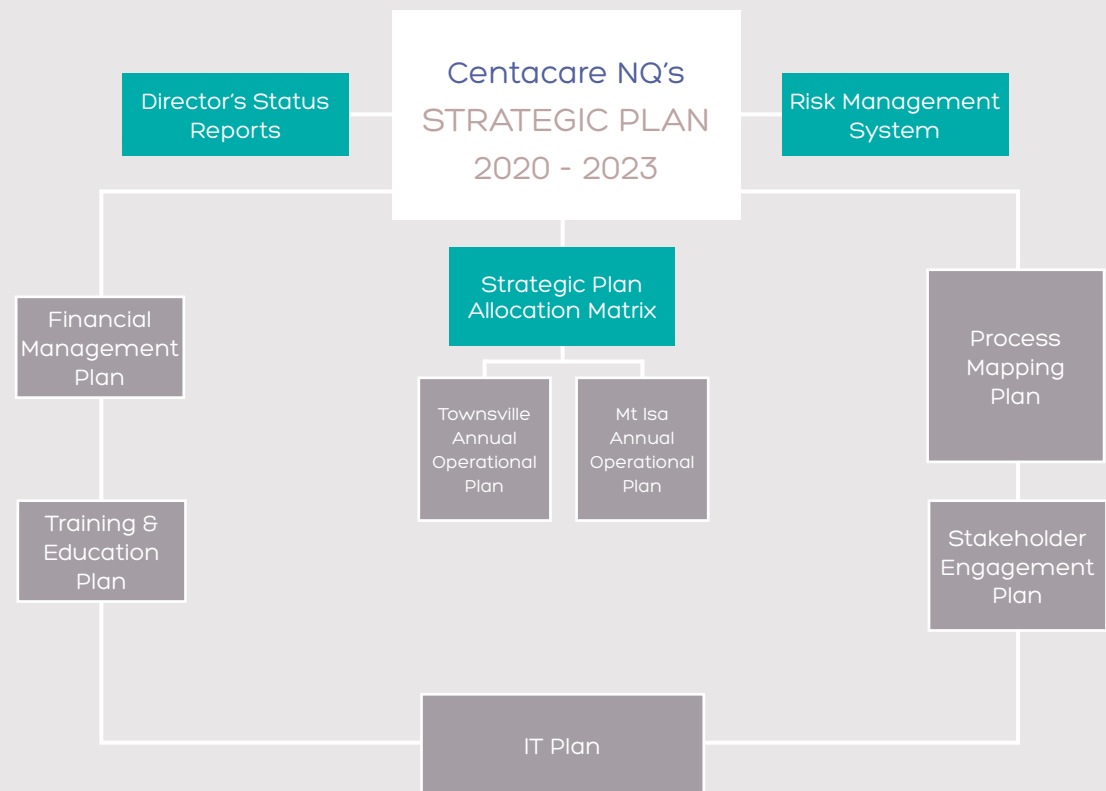 Centacare NQ's
STRATEGIC PLAN
2020 - 2023
Director's Status
Reports
Risk Management
System
Strategic Plan
Allocation Matrix
Financial
Management
Plan
Process
Mapping
Plan
Townsville
Annual
Operational
Plan
Mt Isa
Annual
Operational
Plan
Training &
Education
Plan
Stakeholder
Engagement
Plan
IT Plan